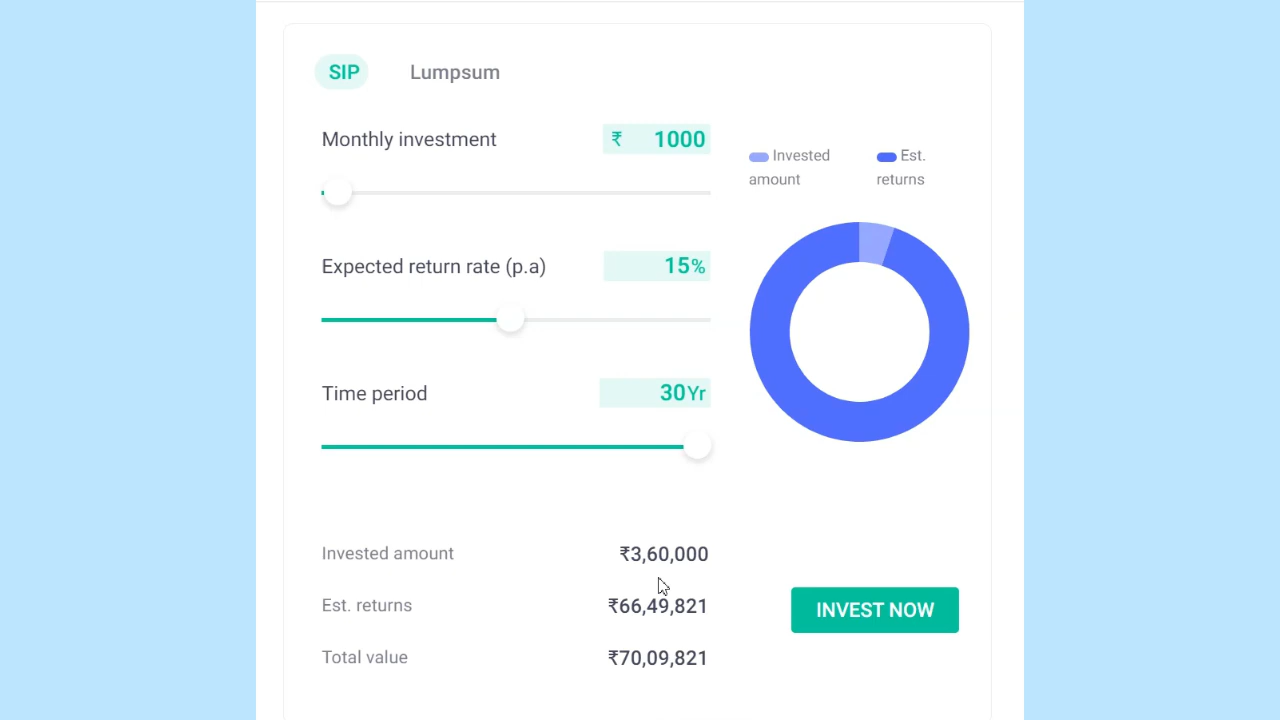 SIP Lumpsum
Monthly investment ₹ 1000
Expected return rate (p.a) 15%
Time period 30Yr
Invested amount
Est. returns
Invested amount ₹3,60,000
Est. returns ₹66,49,821
Total value ₹70,09,821
INVEST NOW